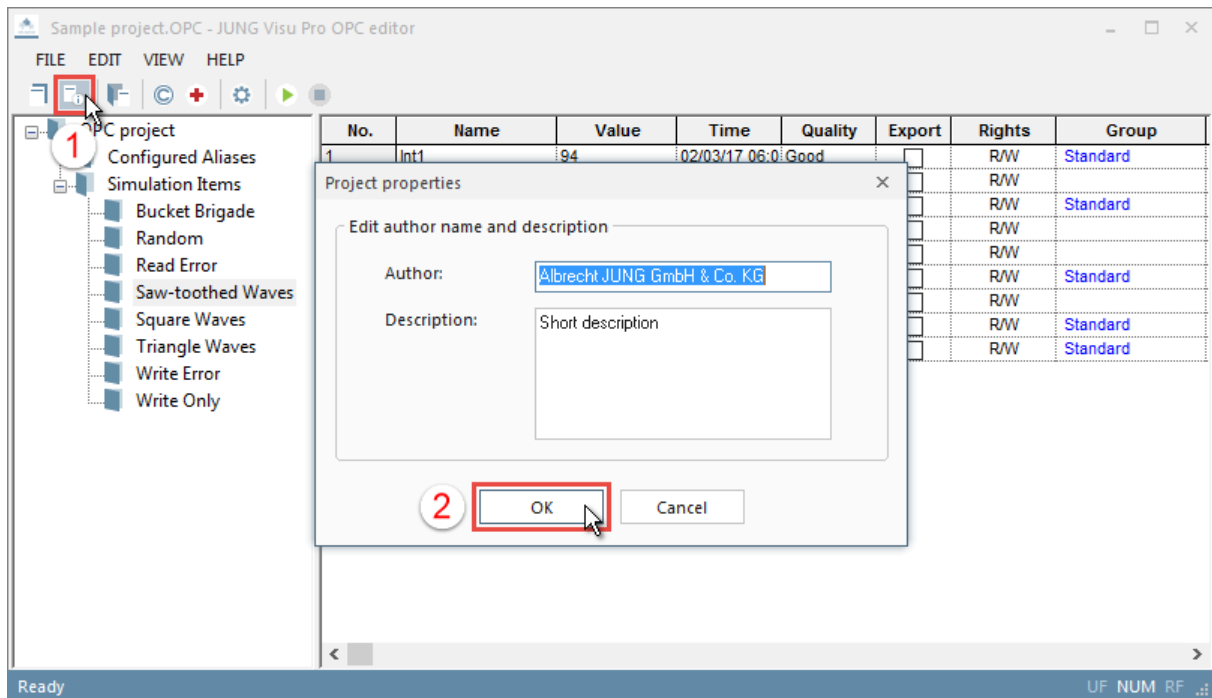 Sample project.OPC - JUNG Visu Pro OPC editor
FILE EDIT VIEW HELP
1
OPC project
Configured Aliases
Simulation Items
Bucket Brigade
Random
Read Error
Saw-toothed Waves
Square Waves
Triangle Waves
Write Error
Write Only
No. Name Value Time Quality Export Rights Group
1 Int1 94 02/03/17 06:0 Good R/W Standard
R/W
R/W Standard
R/W
R/W
R/W Standard
R/W
R/W Standard
R/W Standard
Project properties
Edit author name and description
Author: Albrecht JUNG GmbH & Co. KG
Description: Short description
2 OK Cancel
Ready UF NUM RF